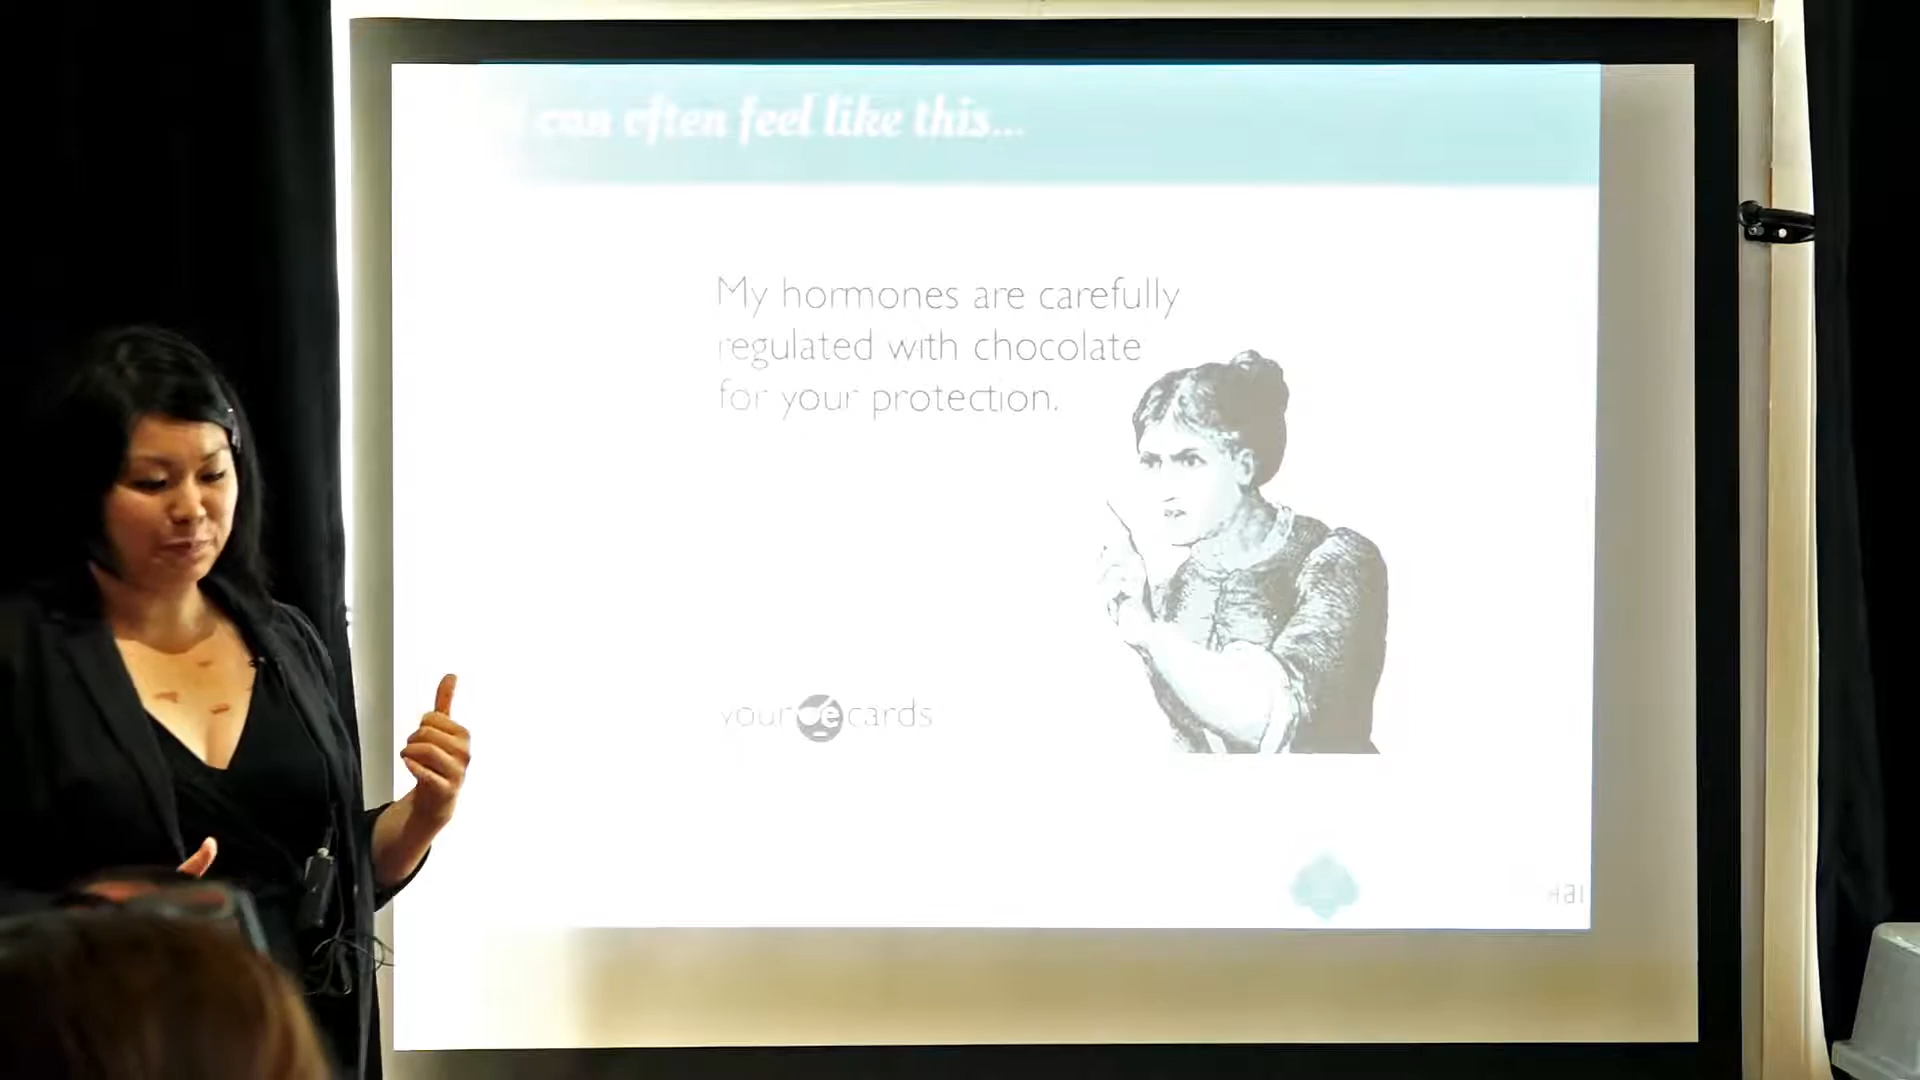 can often feel like this...
My hormones are carefully
regulated with chocolate
for your protection.
your e cards